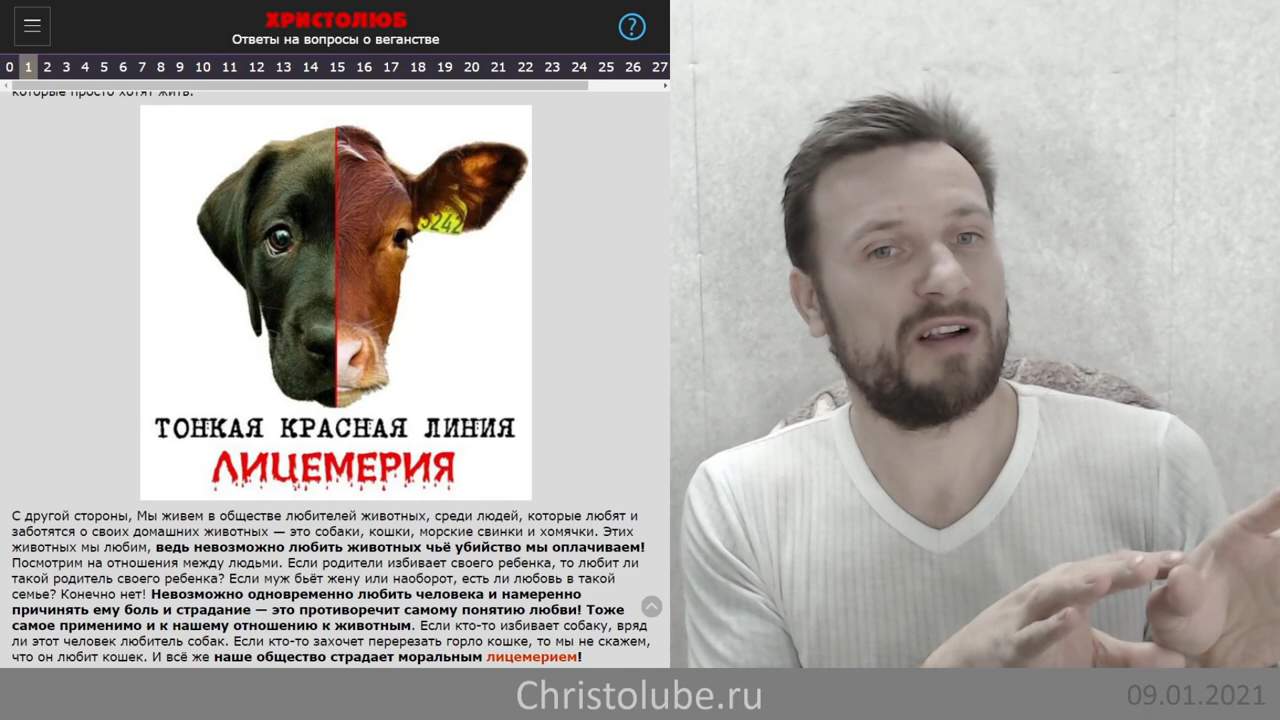 ХРИСТОЛЮБ
Ответы на вопросы о веганстве
?
0 1 2 3 4 5 6 7 8 9 10 11 12 13 14 15 16 17 18 19 20 21 22 23 24 25 26 27
которые просто хотят жить.
5242
ТОНКАЯ КРАСНАЯ ЛИНИЯ
ЛИЦЕМЕРИЯ
С другой стороны, Мы живем в обществе любителей животных, среди людей, которые любят и
заботятся о своих домашних животных — это собаки, кошки, морские свинки и хомячки. Этих
животных мы любим, ведь невозможно любить животных чьё убийство мы оплачиваем!
Посмотрим на отношения между людьми. Если родители избивает своего ребенка, то любит ли
такой родитель своего ребенка? Если муж бьёт жену или наоборот, есть ли любовь в такой
семье? Конечно нет! Невозможно одновременно любить человека и намеренно
причинять ему боль и страдание — это противоречит самому понятию любви! Тоже
самое применимо и к нашему отношению к животным. Если кто-то избивает собаку, вряд
ли этот человек любитель собак. Если кто-то захочет перерезать горло кошке, то мы не скажем,
что он любит кошек. И всё же наше общество страдает моральным лицемерием!
Christolube.ru
09.01.2021